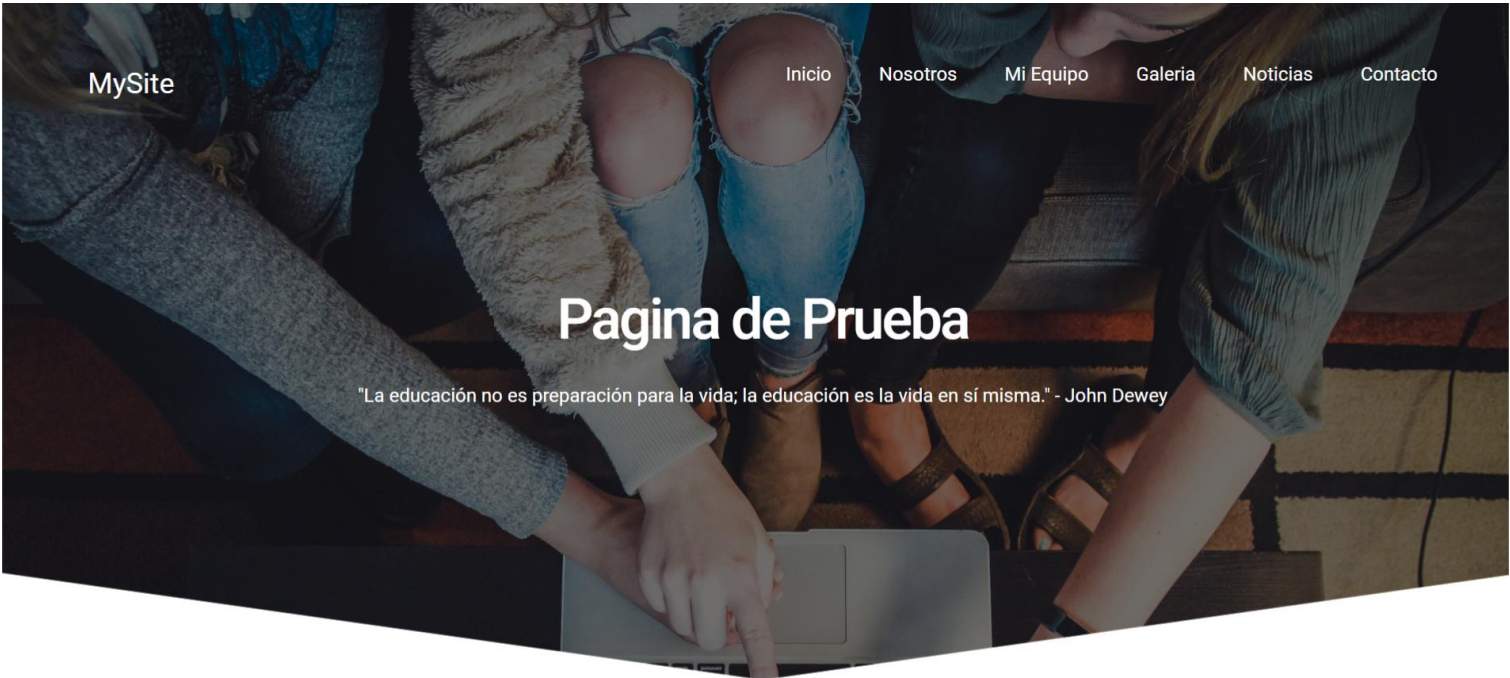 MySite
Inicio Nosotros Mi Equipo Galeria Noticias Contacto
Pagina de Prueba
"La educación no es preparación para la vida; la educación es la vida en sí misma." - John Dewey